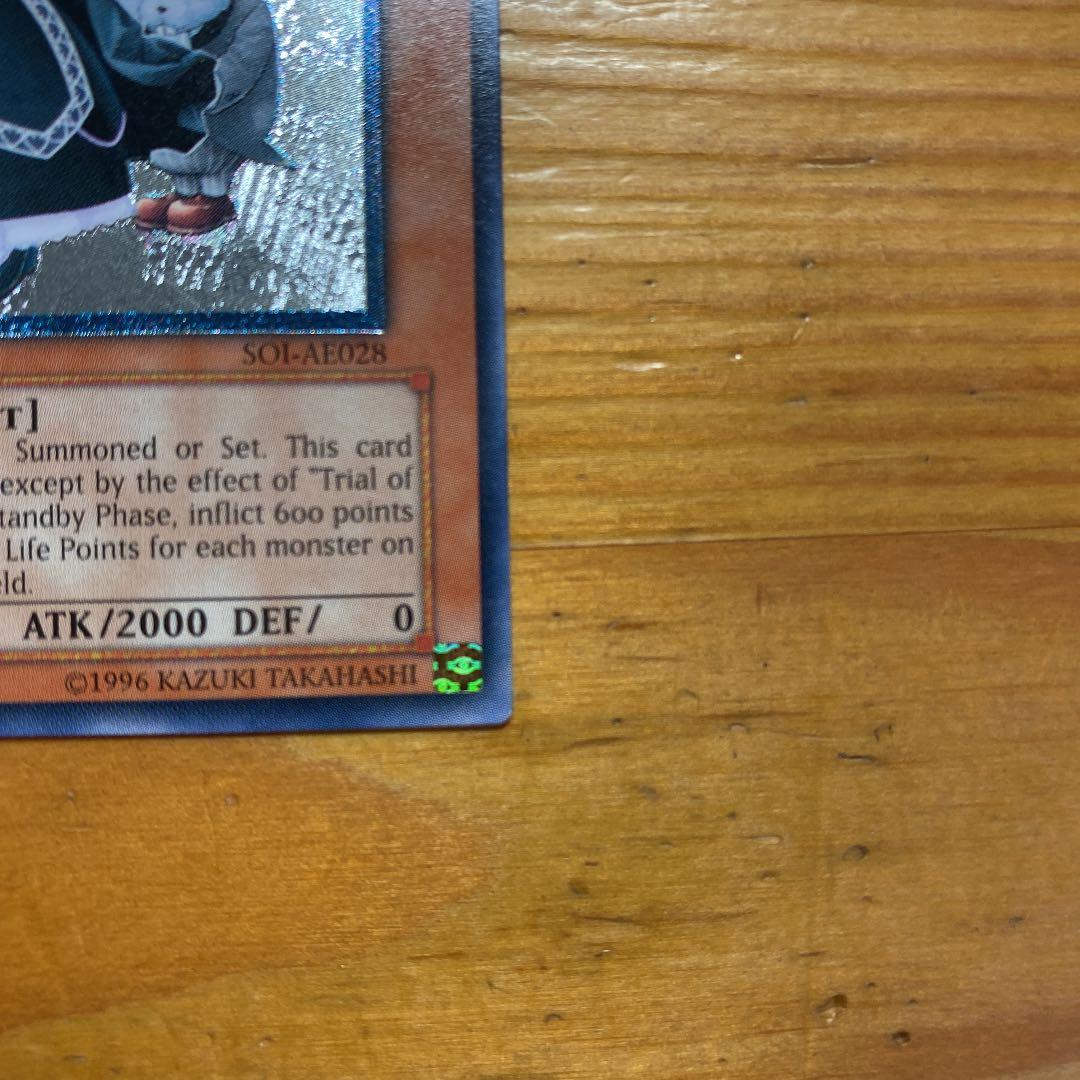 SOI-AE028
T]
Summoned or Set. This card
except by the effect of "Trial of
tandby Phase, inflict 600 points
Life Points for each monster on
eld.
ATK/2000 DEF/ 0
©1996 KAZUKI TAKAHASHI